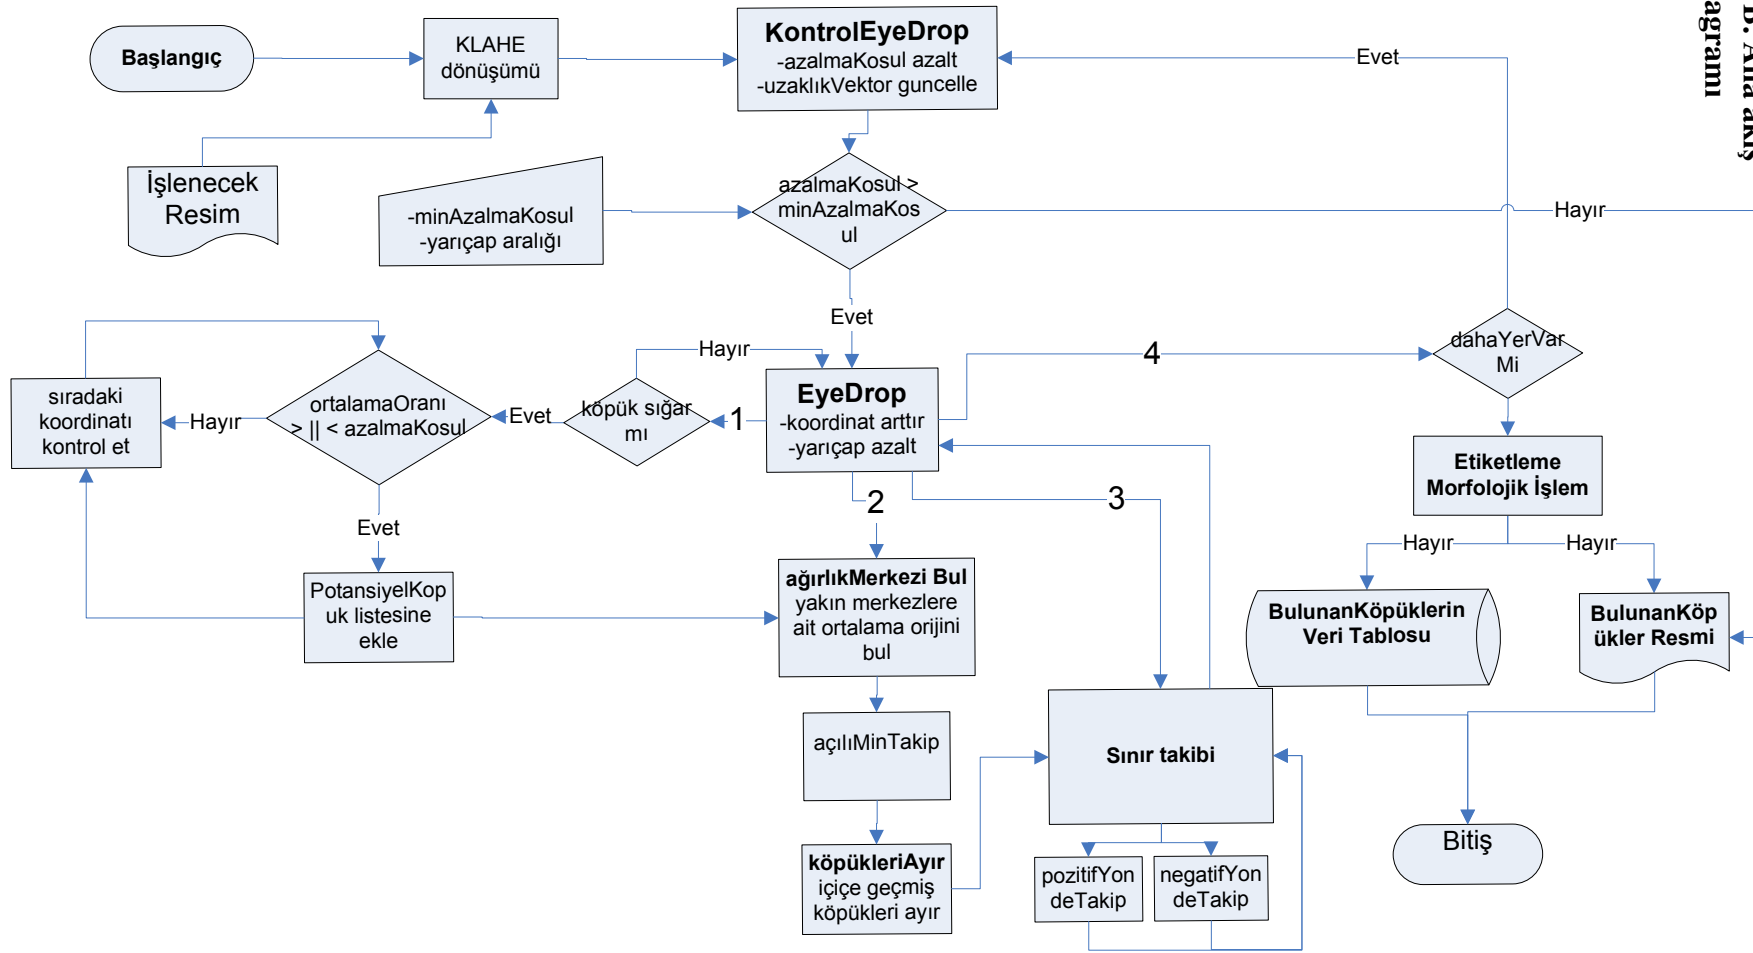 B. Ana akış
agramı
Başlangıç
KLAHE
dönüşümü
KontrolEyeDrop
-azalmaKosul azalt
-uzaklıkVektor guncelle
Evet
İşlenecek
Resim
-minAzalmaKosul
-yarıçap aralığı
azalmaKosul >
minAzalmaKos
ul
Hayır
Evet
sıradaki
koordinatı
kontrol et
Hayır
ortalamaOranı
> || < azalmaKosul
Evet
köpük sığar
mı
Hayır
1
EyeDrop
-koordinat arttır
-yarıçap azalt
4
dahaYerVar
Mi
2
3
Evet
PotansiyelKop
uk listesine
ekle
ağırlıkMerkezi Bul
yakın merkezlere
ait ortalama orijini
bul
Etiketleme
Morfolojik İşlem
Hayır
Hayır
BulunanKöpüklerin
Veri Tablosu
BulunanKöp
ükler Resmi
açılıMinTakip
Sınır takibi
köpükleriAyır
içiçe geçmiş
köpükleri ayır
pozitifYon
deTakip
negatifYon
deTakip
Bitiş